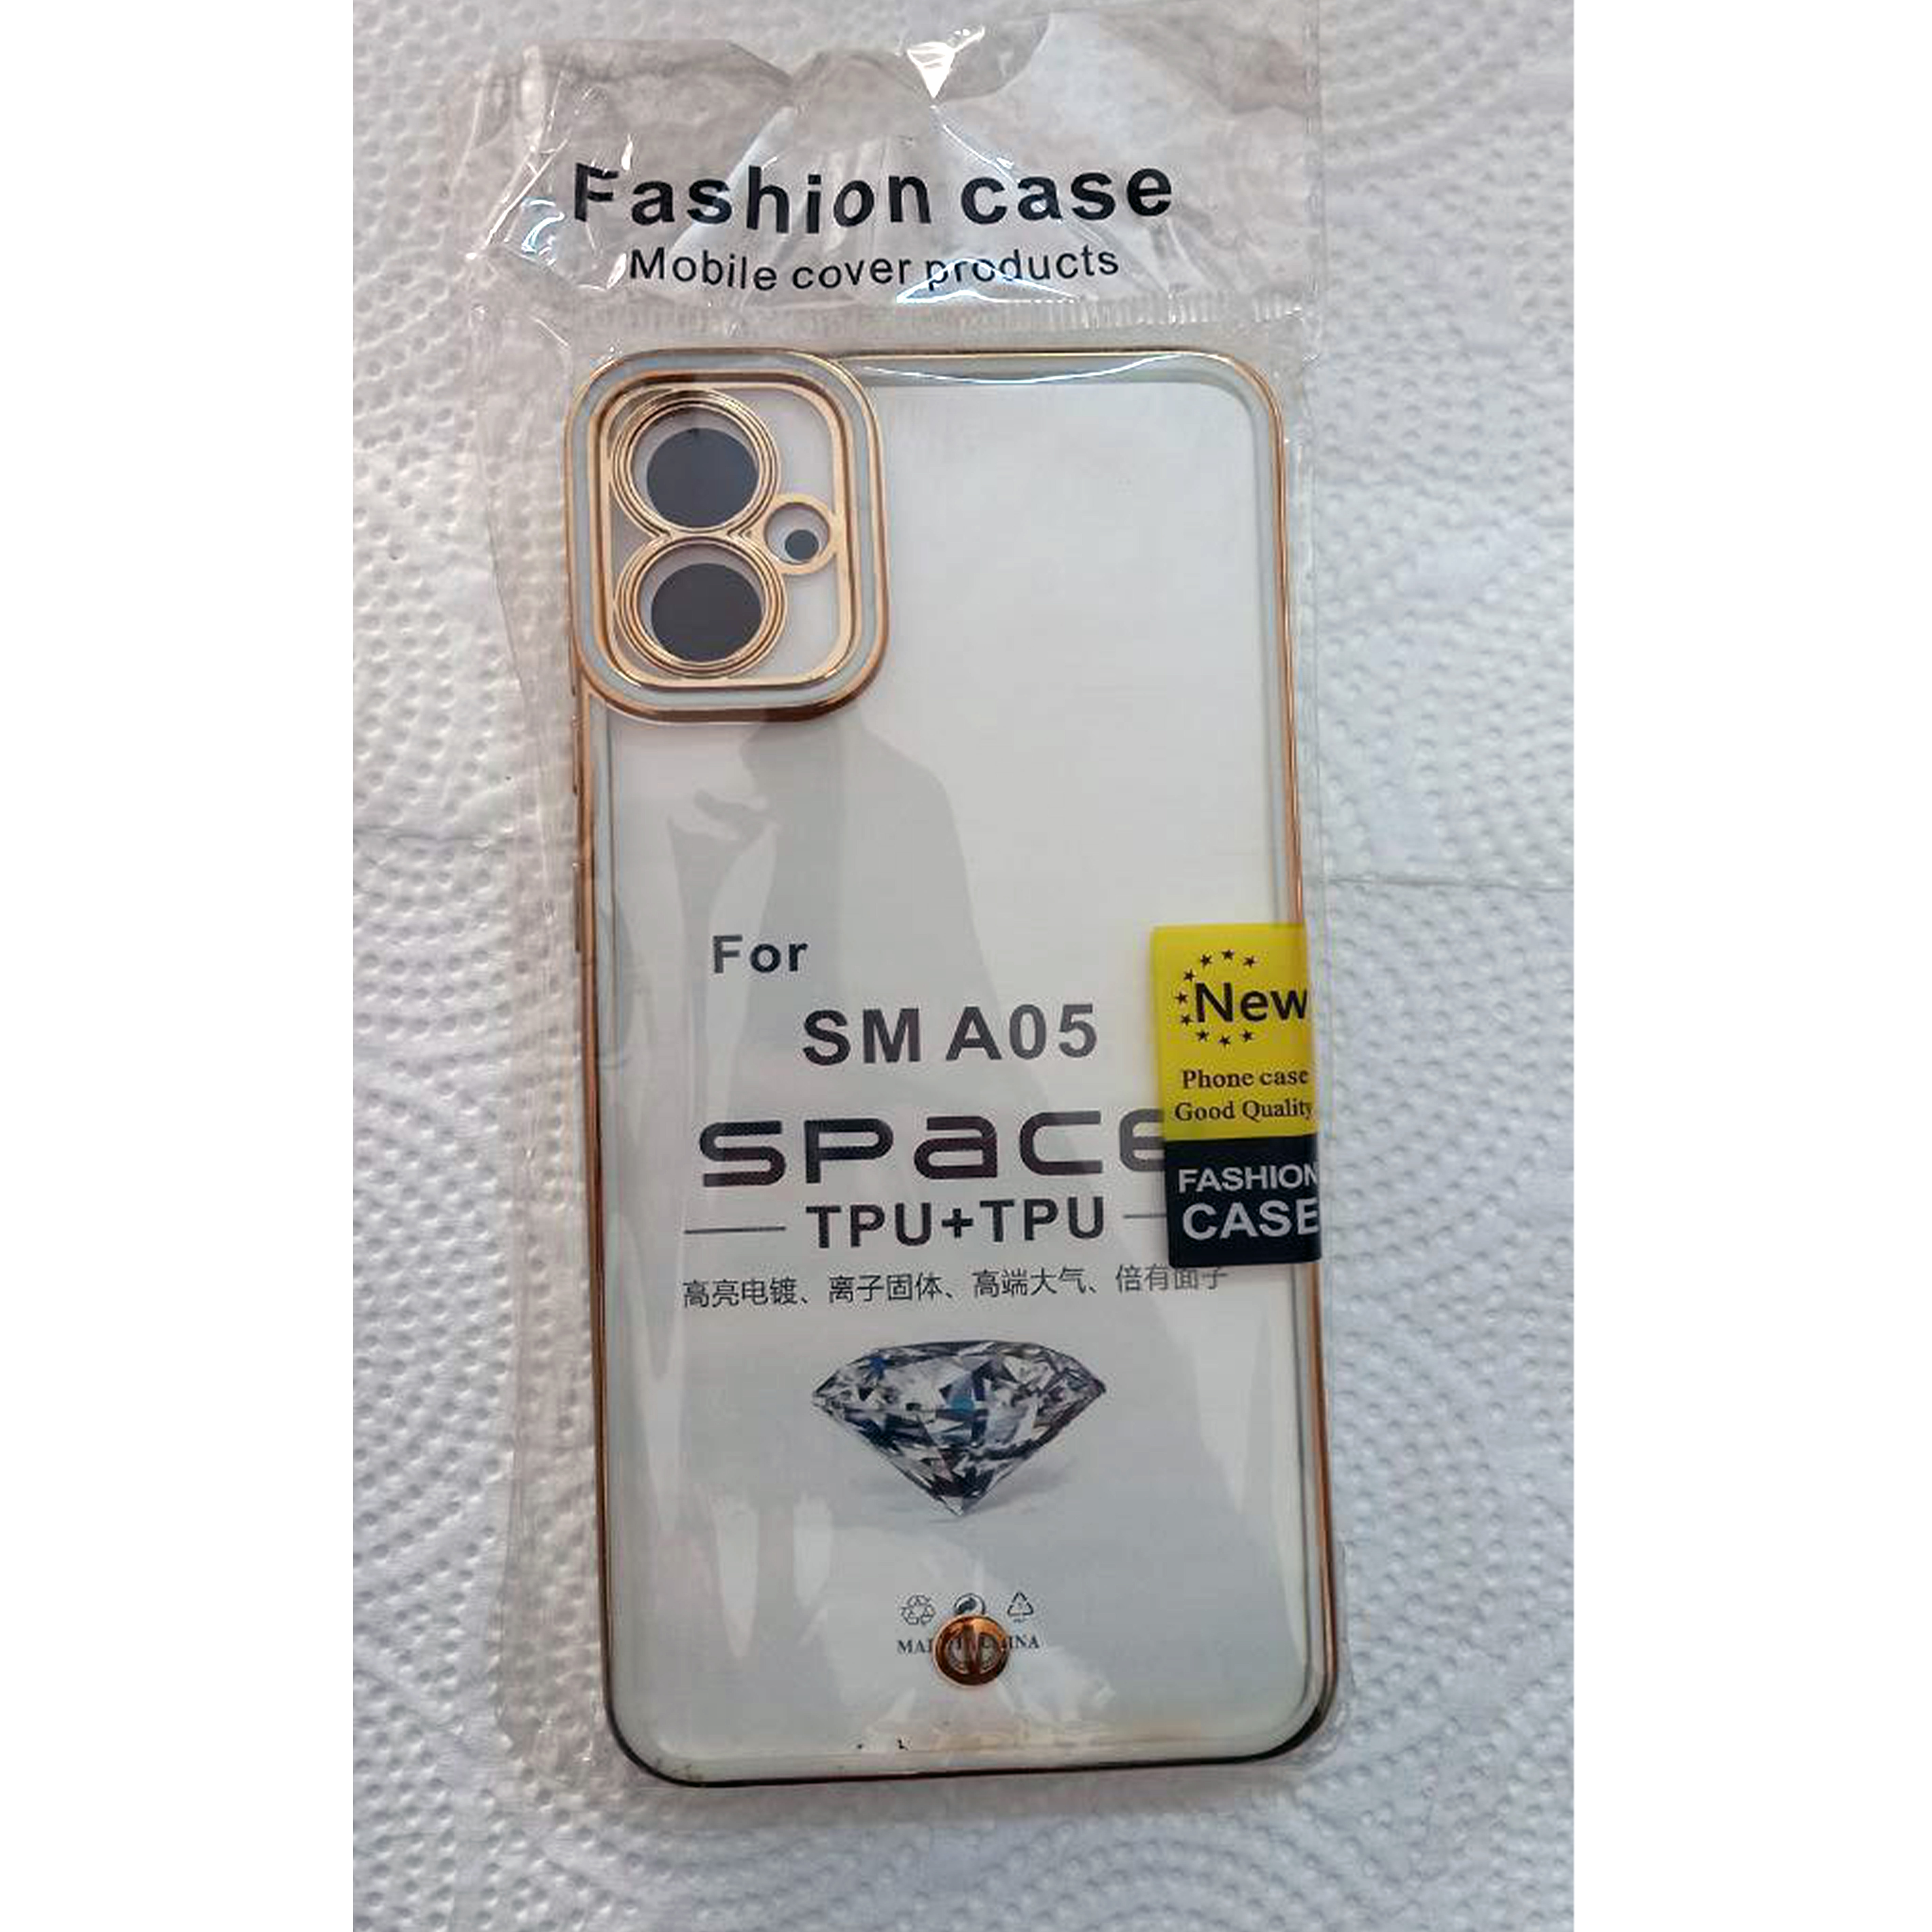 Fashion case
Mobile cover products
For
SM A05
SPACE
TPU+TPU
高亮电镀、离子固体、高端大气、倍有面子
New
Phone case
Good Quality
FASHION
CASE